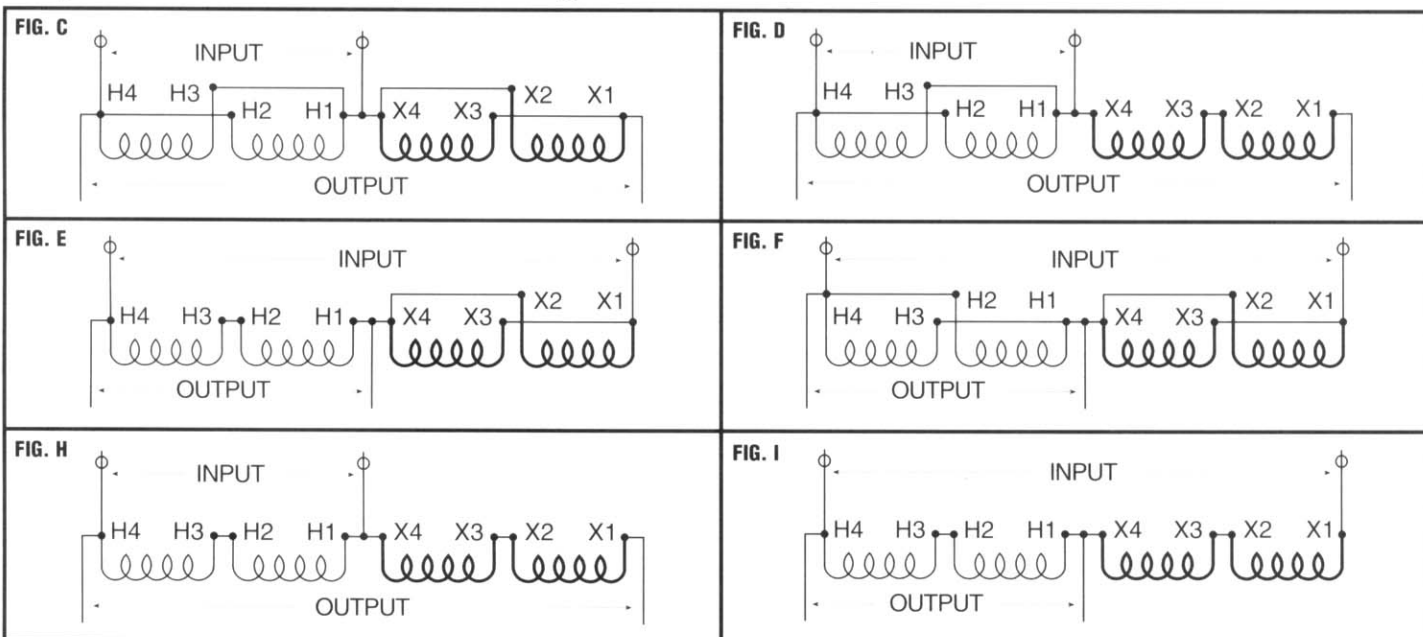 FIG. C
INPUT
H4 H3 H2 H1 X4 X3 X2 X1
OUTPUT
FIG. D
INPUT
H4 H3 H2 H1 X4 X3 X2 X1
OUTPUT
FIG. E
INPUT
H4 H3 H2 H1 X4 X3 X2 X1
OUTPUT
FIG. F
INPUT
H4 H3 H2 H1 X4 X3 X2 X1
OUTPUT
FIG. H
INPUT
H4 H3 H2 H1 X4 X3 X2 X1
OUTPUT
FIG. I
INPUT
H4 H3 H2 H1 X4 X3 X2 X1
OUTPUT